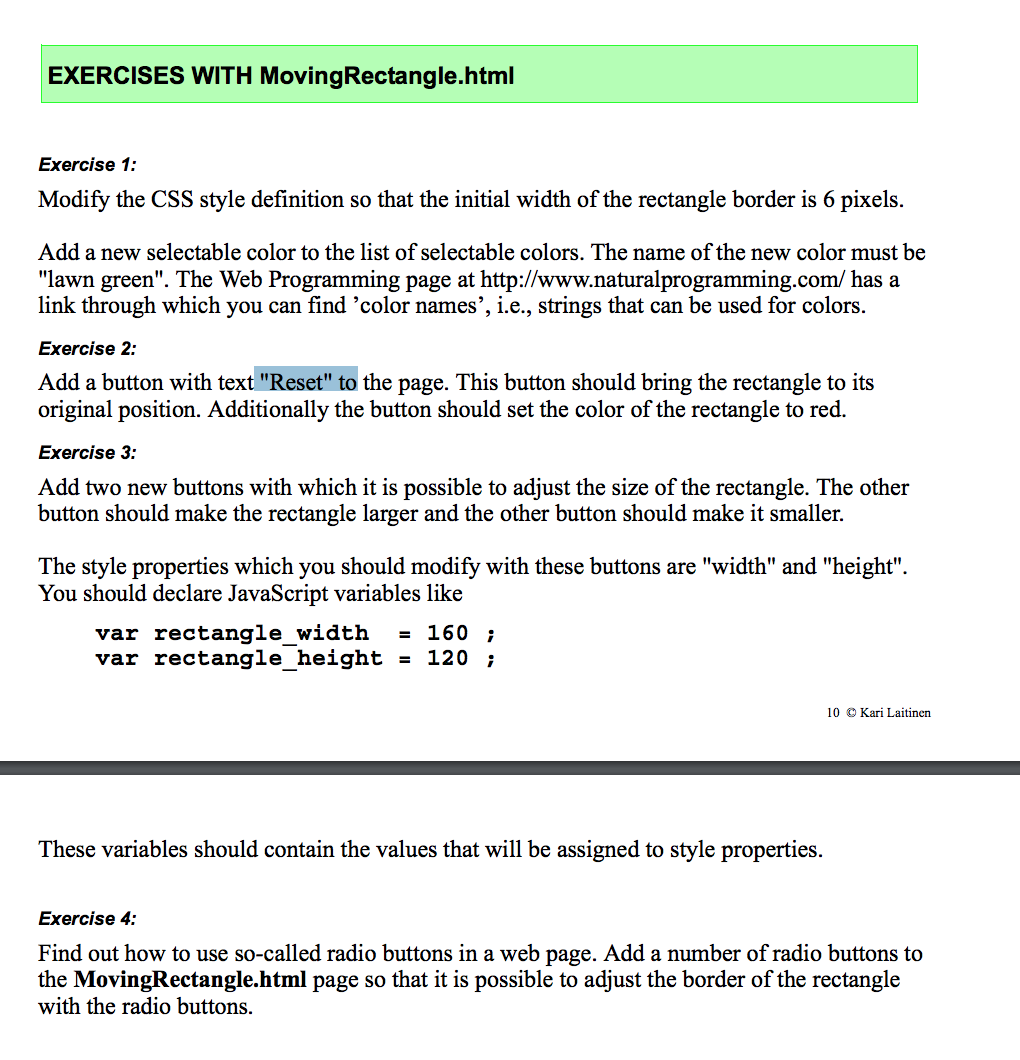 EXERCISES WITH MovingRectangle.html
Exercise 1:
Modify the CSS style definition so that the initial width of the rectangle border is 6 pixels.
Add a new selectable color to the list of selectable colors. The name of the new color must be
"lawn green". The Web Programming page at http://www.naturalprogramming.com/ has a
link through which you can find ’color names’, i.e., strings that can be used for colors.
Exercise 2:
Add a button with text "Reset" to the page. This button should bring the rectangle to its
original position. Additionally the button should set the color of the rectangle to red.
Exercise 3:
Add two new buttons with which it is possible to adjust the size of the rectangle. The other
button should make the rectangle larger and the other button should make it smaller.
The style properties which you should modify with these buttons are "width" and "height".
You should declare JavaScript variables like
var rectangle_width  = 160 ;
var rectangle_height = 120 ;
10 © Kari Laitinen
These variables should contain the values that will be assigned to style properties.
Exercise 4:
Find out how to use so-called radio buttons in a web page. Add a number of radio buttons to
the MovingRectangle.html page so that it is possible to adjust the border of the rectangle
with the radio buttons.